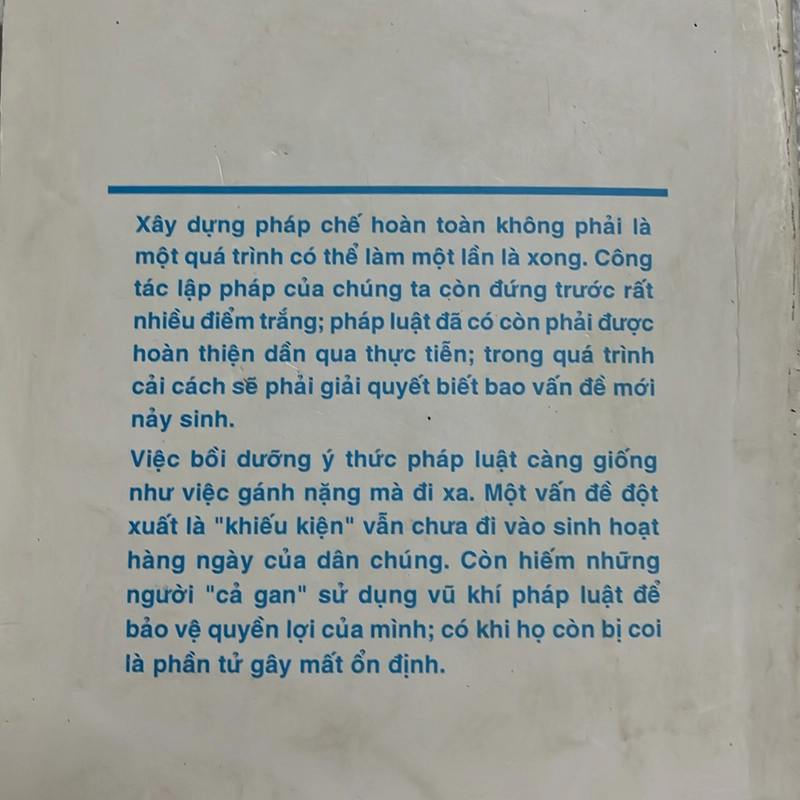 Xây dựng pháp chế hoàn toàn không phải là
một quá trình có thể làm một lần là xong. Công
tác lập pháp của chúng ta còn đứng trước rất
nhiều điểm trắng; pháp luật đã có còn phải được
hoàn thiện dần qua thực tiễn; trong quá trình
cải cách sẽ phải giải quyết biết bao vấn đề mới
nảy sinh.
Việc bồi dưỡng ý thức pháp luật càng giống
như việc gánh nặng mà đi xa. Một vấn đề đột
xuất là "khiếu kiện" vẫn chưa đi vào sinh hoạt
hàng ngày của dân chúng. Còn hiếm những
người "cả gan" sử dụng vũ khí pháp luật để
bảo vệ quyền lợi của mình; có khi họ còn bị coi
là phần tử gây mất ổn định.